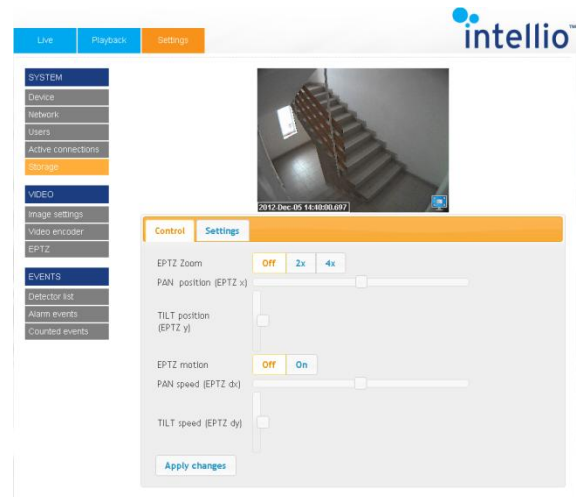 Live Playback Settings
intellio™
SYSTEM
Device
Network
Users
Active connections
Storage
VIDEO
Image settings
Video encoder
EPTZ
EVENTS
Detector list
Alarm events
Counted events
2012-Dec-05 14:40:00.697
Control Settings
EPTZ Zoom Off 2x 4x
PAN position (EPTZ x)
TILT position
(EPTZ y)
EPTZ motion Off On
PAN speed (EPTZ dx)
TILT speed (EPTZ dy)
Apply changes